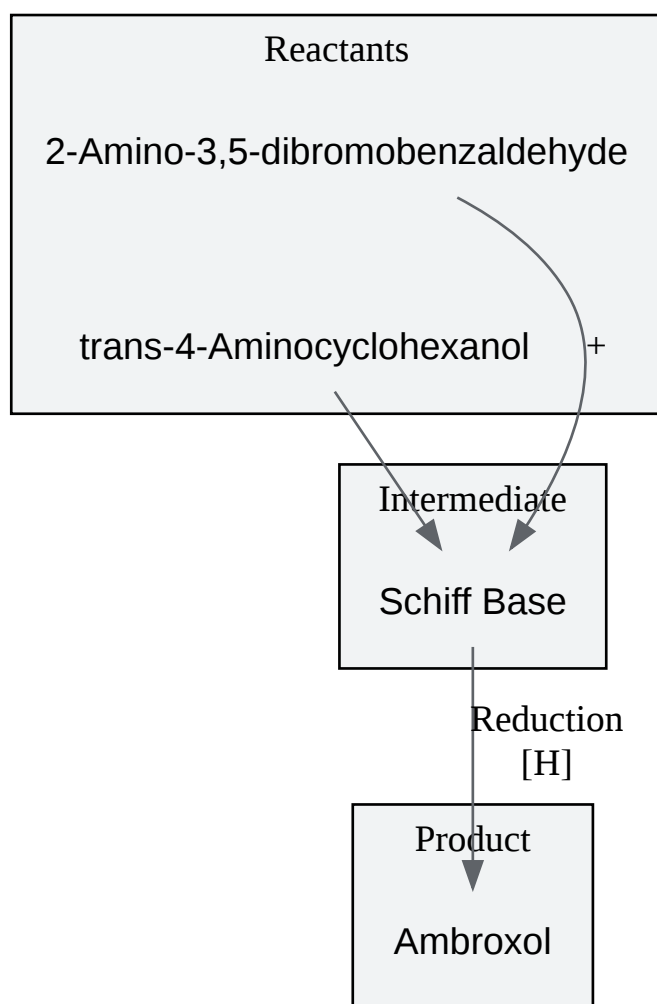 Reactants
2-Amino-3,5-dibromobenzaldehyde
trans-4-Aminocyclohexanol
+
Intermediate
Schiff Base
Reduction
[H]
Product
Ambroxol